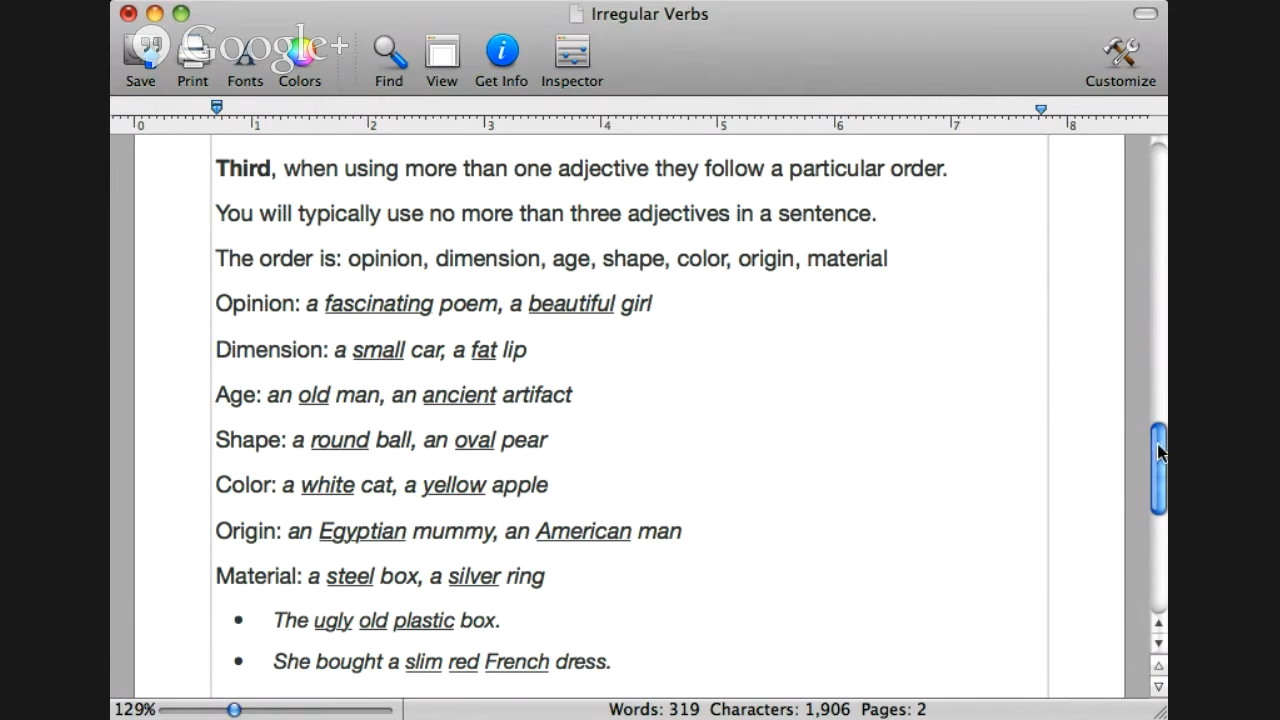 Irregular Verbs
Google+
Save Print Fonts Colors Find View Get Info Inspector Customize
0 1 2 3 4 5 6 7 8
Third, when using more than one adjective they follow a particular order.
You will typically use no more than three adjectives in a sentence.
The order is: opinion, dimension, age, shape, color, origin, material
Opinion: a fascinating poem, a beautiful girl
Dimension: a small car, a fat lip
Age: an old man, an ancient artifact
Shape: a round ball, an oval pear
Color: a white cat, a yellow apple
Origin: an Egyptian mummy, an American man
Material: a steel box, a silver ring
• The ugly old plastic box.
• She bought a slim red French dress.
129% Words: 319 Characters: 1,906 Pages: 2